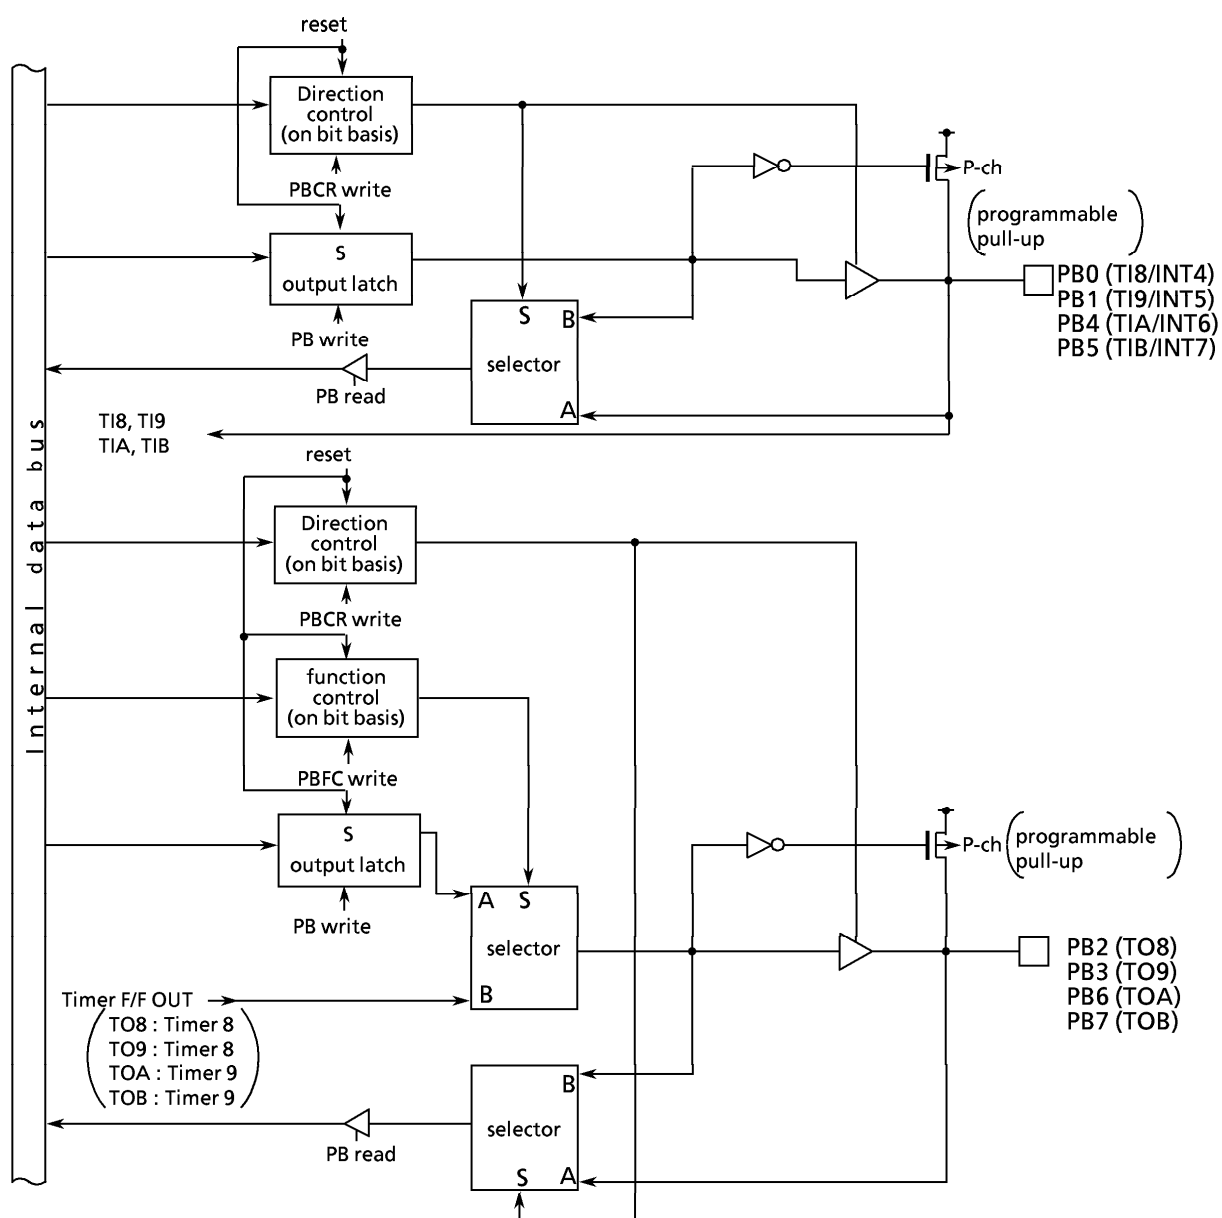 reset
Direction
control
(on bit basis)
PBCR write
P-ch
(programmable
pull-up)
S
output latch
PB write
PB0 (TI8/INT4)
PB1 (TI9/INT5)
PB4 (TIA/INT6)
PB5 (TIB/INT7)
S
B
selector
A
PB read
TI8, TI9
TIA, TIB
Internal data bus
reset
Direction
control
(on bit basis)
PBCR write
function
control
(on bit basis)
PBFC write
S
output latch
PB write
P-ch
(programmable
pull-up)
A
S
selector
B
PB2 (TO8)
PB3 (TO9)
PB6 (TOA)
PB7 (TOB)
Timer F/F OUT
(TO8 : Timer 8
TO9 : Timer 8
TOA : Timer 9
TOB : Timer 9)
B
selector
S
A
PB read